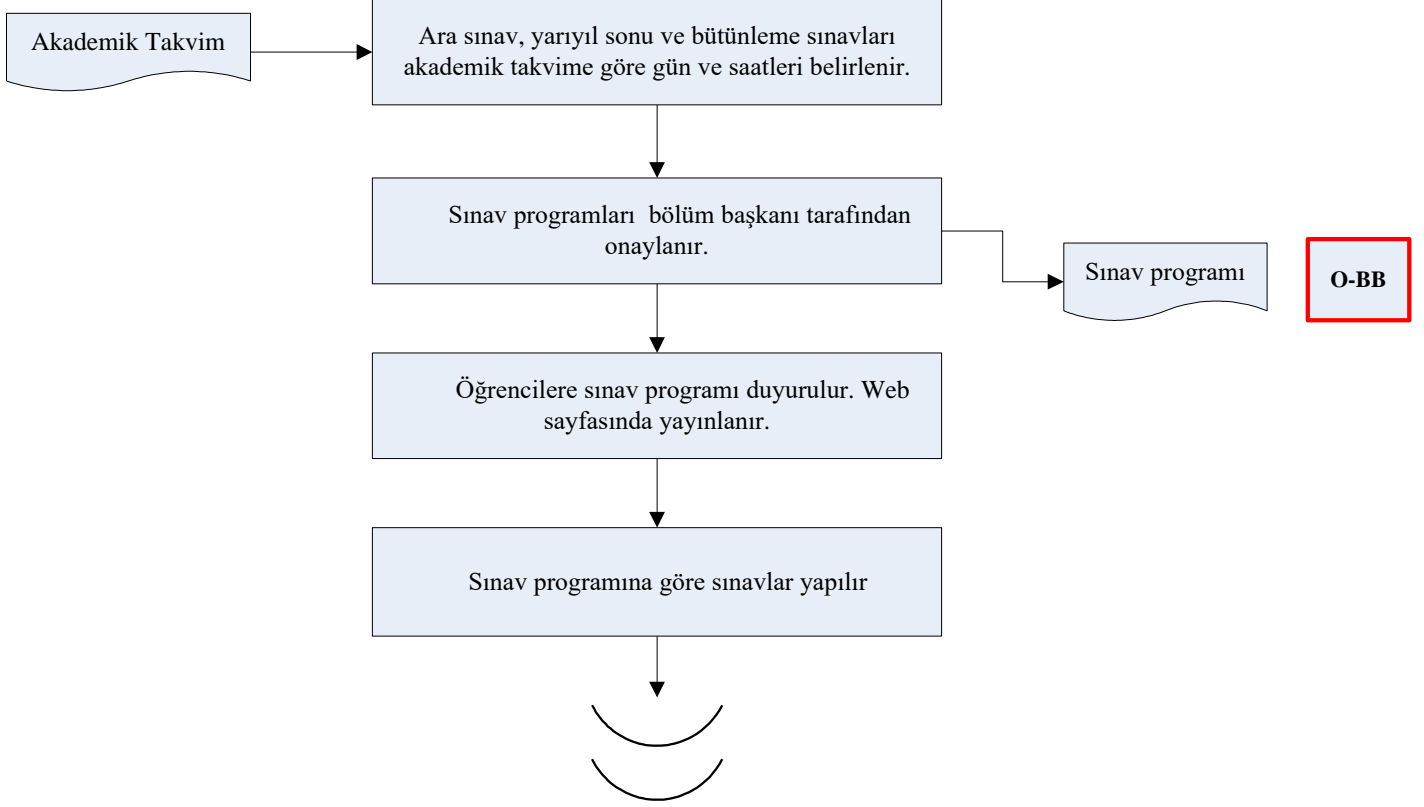 Akademik Takvim
Ara sınav, yarıyıl sonu ve bütünleme sınavları
akademik takvime göre gün ve saatleri belirlenir.
Sınav programları  bölüm başkanı tarafından
onaylanır.
Sınav programı
O-BB
Öğrencilere sınav programı duyurulur. Web
sayfasında yayınlanır.
Sınav programına göre sınavlar yapılır